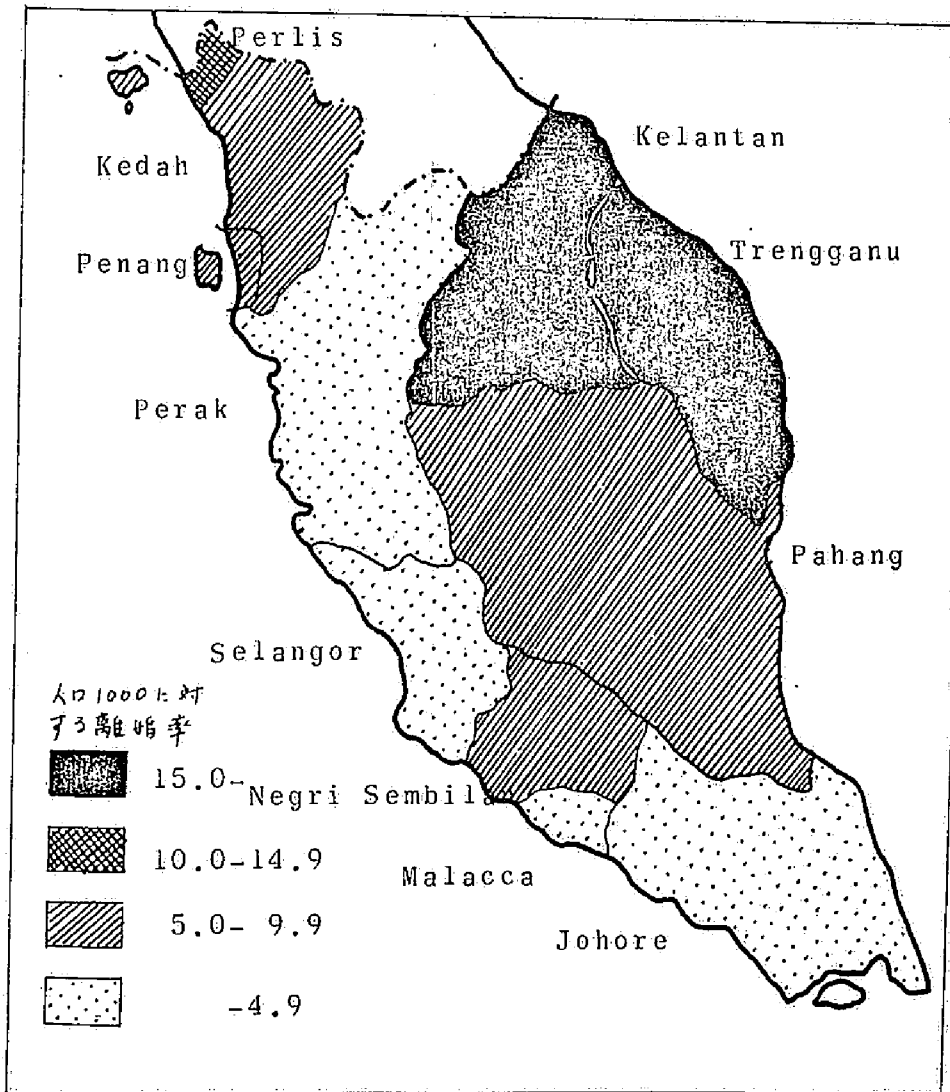 Perlis
Kelantan
Kedah
Trengganu
Penang
Perak
Pahang
Selangor
人口1000に対
する離婚率
15.0-
Negri Sembila
10.0-14.9
Malacca
5.0- 9.9
Johore
-4.9